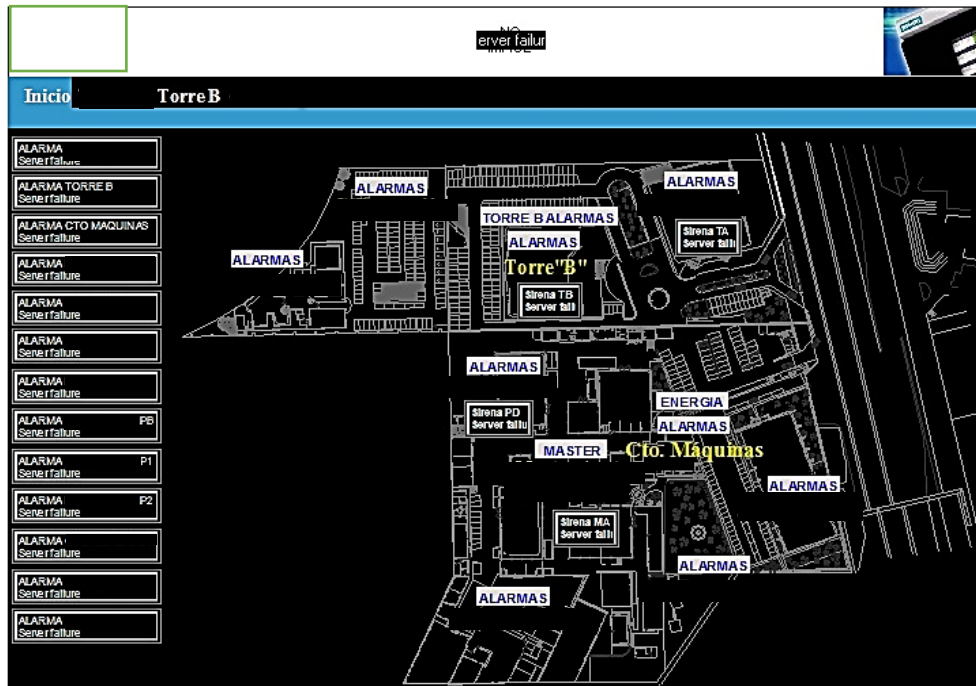 erver failur
SIEMENS
Inicio
Torre B
ALARMA
Server failure
ALARMA TORRE B
Server failure
ALARMA CTO MAQUINAS
Server failure
ALARMA
Server failure
ALARMA
Server failure
ALARMA
Server failure
ALARMA
Server failure
ALARMA PB
Server failure
ALARMA P1
Server failure
ALARMA P2
Server failure
ALARMA
Server failure
ALARMA
Server failure
ALARMA
Server failure
ALARMAS
ALARMAS
TORRE B ALARMAS
ALARMAS
Sirena TA
Server failu
ALARMAS
Torre"B"
Sirena TB
Server failu
ALARMAS
ENERGIA
Sirena PD
Server failu
ALARMAS
MASTER
Cto. Maquinas
ALARMAS
Sirena MA
Server failu
ALARMAS
ALARMAS